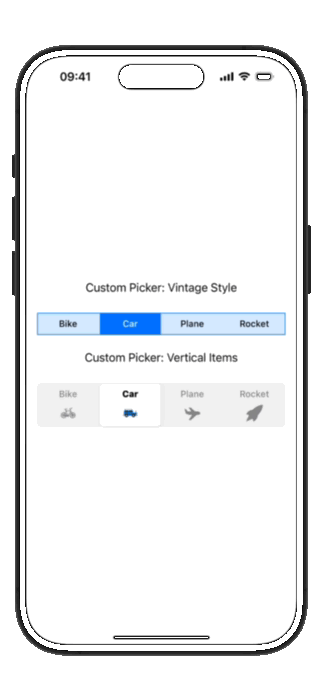 09:41
Custom Picker: Vintage Style
Bike Car Plane Rocket
Custom Picker: Vertical Items
Bike Car Plane Rocket